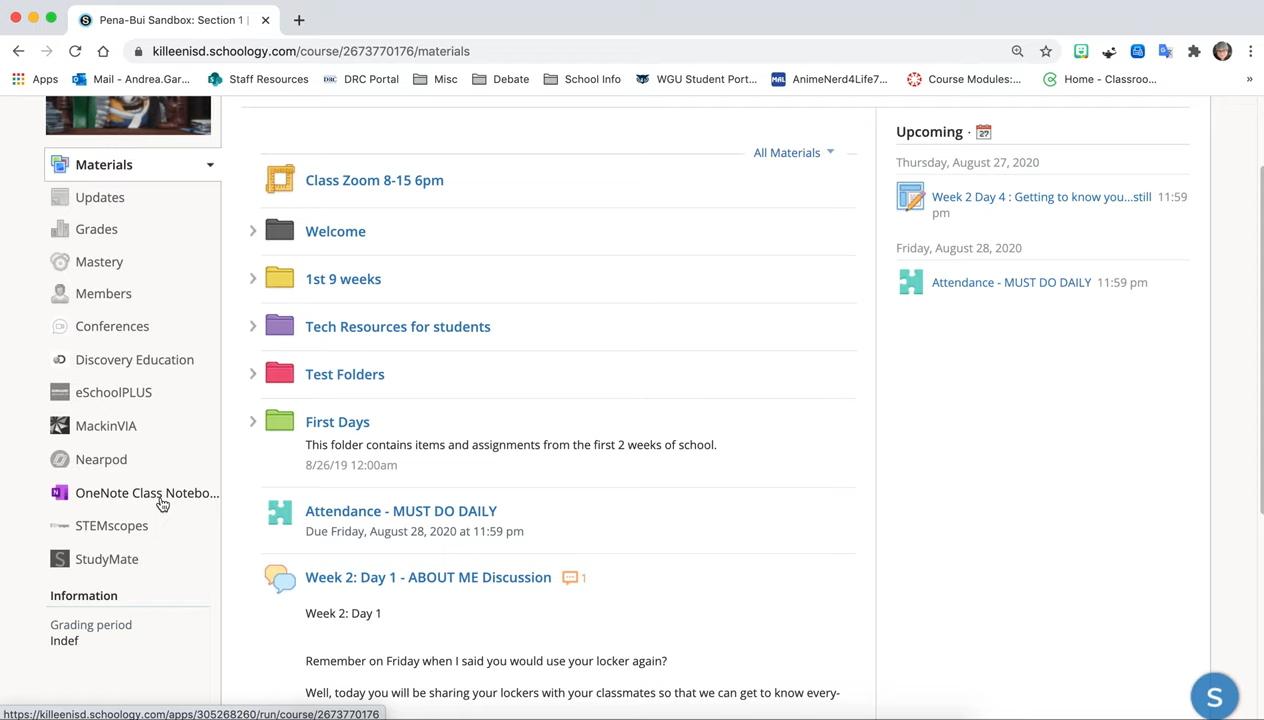 Pena-Bui Sandbox: Section 1 |
killeenisd.schoology.com/course/2673770176/materials
Apps
Mail - Andrea.Gar...
Staff Resources
DRC Portal
Misc
Debate
School Info
WGU Student Port...
MAL
AnimeNerd4Life7...
Course Modules:...
Home - Classroo...
»
Materials
Updates
Grades
Mastery
Members
Conferences
Discovery Education
eSchoolPLUS
MackinVIA
Nearpod
OneNote Class Notebo...
STEMscopes
StudyMate
Information
Grading period
Indef
All Materials
Class Zoom 8-15 6pm
Welcome
1st 9 weeks
Tech Resources for students
Test Folders
First Days
This folder contains items and assignments from the first 2 weeks of school.
8/26/19 12:00am
Attendance - MUST DO DAILY
Due Friday, August 28, 2020 at 11:59 pm
Week 2: Day 1 - ABOUT ME Discussion 1
Week 2: Day 1
Remember on Friday when I said you would use your locker again?
Well, today you will be sharing your lockers with your classmates so that we can get to know every-
Upcoming · 27
Thursday, August 27, 2020
Week 2 Day 4 : Getting to know you...still 11:59
pm
Friday, August 28, 2020
Attendance - MUST DO DAILY 11:59 pm
S
https://killeenisd.schoology.com/apps/305268260/run/course/2673770176